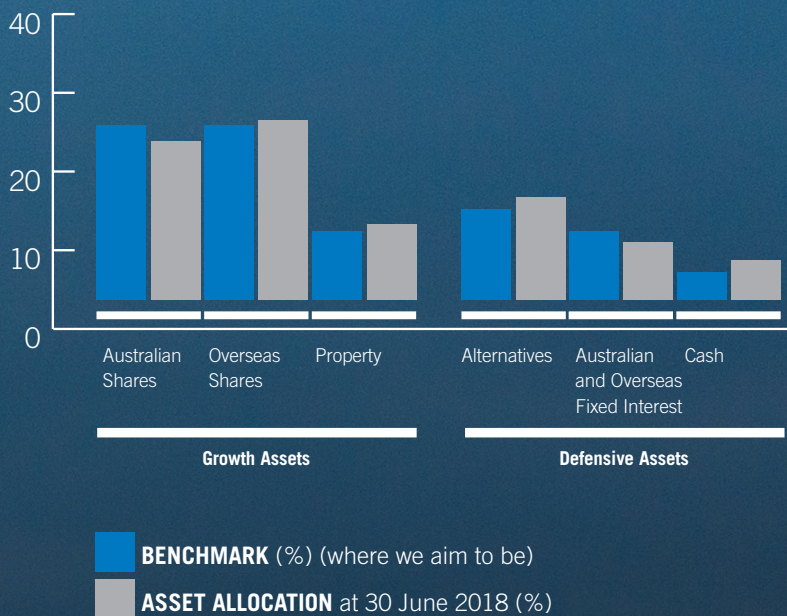 40
30
20
10
0
Australian Shares
Overseas Shares
Property
Alternatives
Australian and Overseas Fixed Interest
Cash
Growth Assets
Defensive Assets
BENCHMARK (%) (where we aim to be)
ASSET ALLOCATION at 30 June 2018 (%)